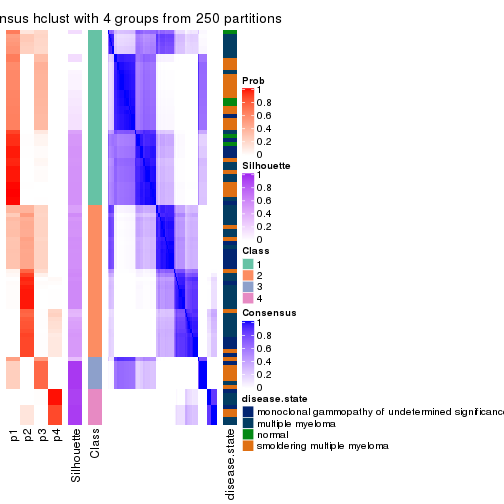 nsus hclust with 4 groups from 250 partitions
Prob
1
0.8
0.6
0.4
0.2
0
Silhouette
1
0.8
0.6
0.4
0.2
0
Class
1
2
3
4
Consensus
1
0.8
0.6
0.4
0.2
0
disease.state
monoclonal gammopathy of undetermined significance
multiple myeloma
normal
smoldering multiple myeloma
p1
p2
p3
p4
Silhouette
Class
disease.state